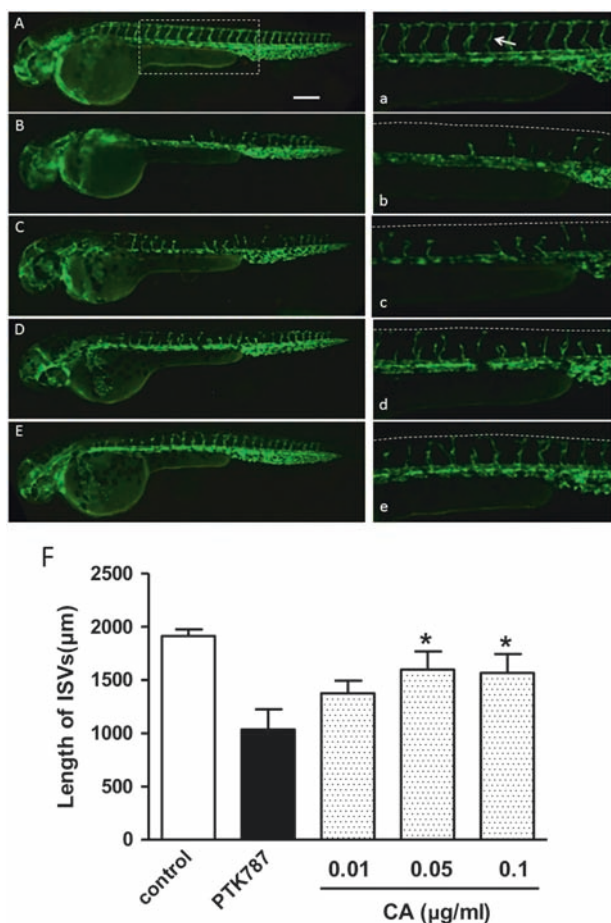 A
a
B
b
C
c
D
d
E
e
F
2500
2000
1500
1000
500
0
Length of ISVs(μm)
* *
control
PTK787
0.01 0.05 0.1
CA (μg/ml)